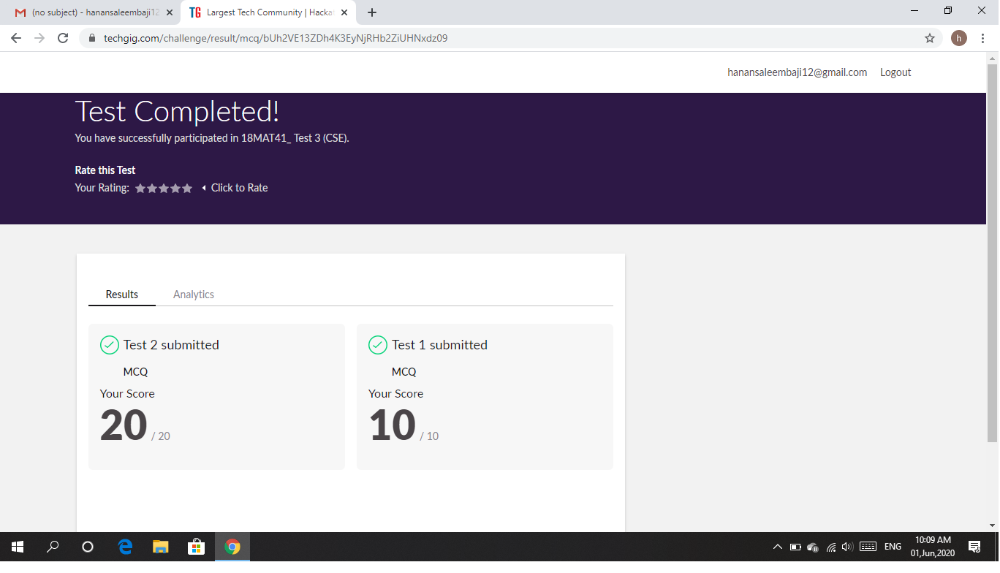 (no subject) - hanansaleembaji12
Largest Tech Community | Hacka
techgig.com/challenge/result/mcq/bUh2VE13ZDh4K3EyNjRHb2ZiUHNxdz09
h
hanansaleembaji12@gmail.com Logout
Test Completed!
You have successfully participated in 18MAT41_ Test 3 (CSE).
Rate this Test
Your Rating: Click to Rate
Results Analytics
Test 2 submitted
MCQ
Your Score
20 / 20
Test 1 submitted
MCQ
Your Score
10 / 10
ENG
10:09 AM
01,Jun,2020